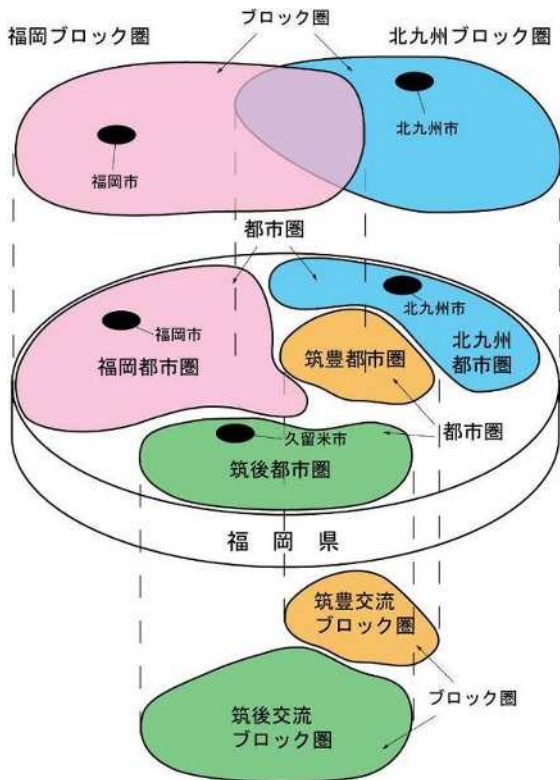 福岡ブロック圏
ブロック圏
北九州ブロック圏
北九州市
福岡市
都市圏
北九州市
福岡市
北九州
都市圏
福岡都市圏
筑豊都市圏
都市圏
久留米市
筑後都市圏
福岡県
筑豊交流
ブロック圏
ブロック圏
筑後交流
ブロック圏